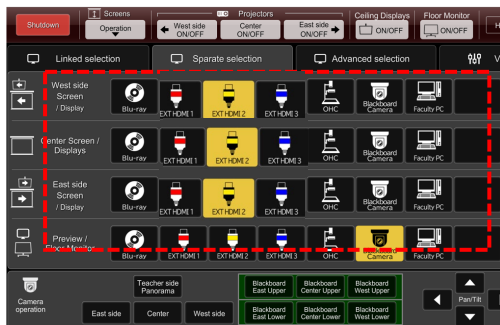 Screens
Projectors
Ceiling Displays
Floor Monitor
Shutdown
Operation
West side
ON/OFF
Center
ON/OFF
East side
ON/OFF
ON/OFF
ON/OFF
H
Linked selection
Sparate selection
Advanced selection
V
West side
Screen
/ Display
Blu-ray
EXT HDMI 1
EXT HDMI 2
EXT HDMI 3
OHC
Blackboard
Camera
Faculty PC
Center Screen /
Displays
Blu-ray
EXT HDMI 1
EXT HDMI 2
EXT HDMI 3
OHC
Blackboard
Camera
Faculty PC
East side
Screen
/ Display
Blu-ray
EXT HDMI 1
EXT HDMI 2
EXT HDMI 3
OHC
Blackboard
Camera
Faculty PC
Preview /
Floor Monitor
Blu-ray
EXT HDMI 1
EXT HDMI 2
EXT HDMI 3
OHC
Blackboard
Camera
Faculty PC
Camera
operation
Teacher side
Panorama
East side
Center
West side
Blackboard
East Upper
Blackboard
Center Upper
Blackboard
West Upper
Blackboard
East Lower
Blackboard
Center Lower
Blackboard
West Lower
Pan/Tilt